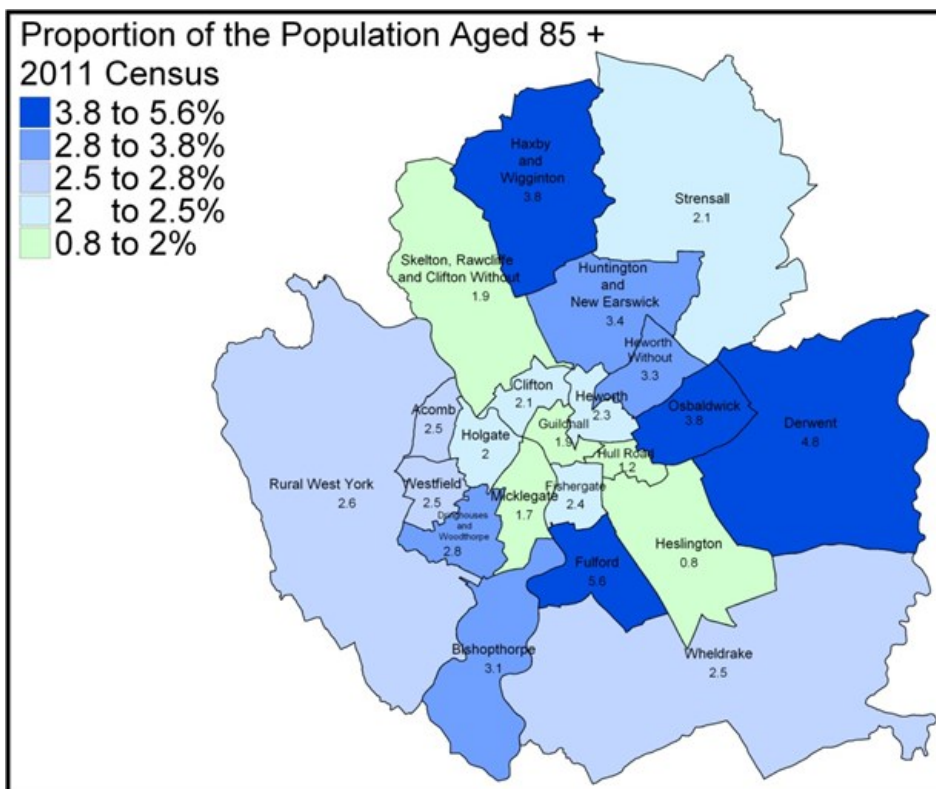 Proportion of the Population Aged 85 +
2011 Census
3.8 to 5.6%
2.8 to 3.8%
2.5 to 2.8%
2 to 2.5%
0.8 to 2%
Haxby
and
Wigginton
3.8
Strensall
2.1
Skelton, Rawcliffe
and Clifton Without
1.9
Huntington
and
New Earswick
3.4
Heworth
Without
3.3
Clifton
2.1
Heworth
2.3
Osbaldwick
3.8
Derwent
4.8
Acomb
2.5
Holgate
2
Guildhall
1.9
Hull Road
1.2
Rural West York
2.6
Westfield
2.5
Micklegate
1.7
Fishergate
2.4
Dringhouses
and
Woodthorpe
2.8
Heslington
0.8
Fulford
5.6
Bishopthorpe
3.1
Wheldrake
2.5